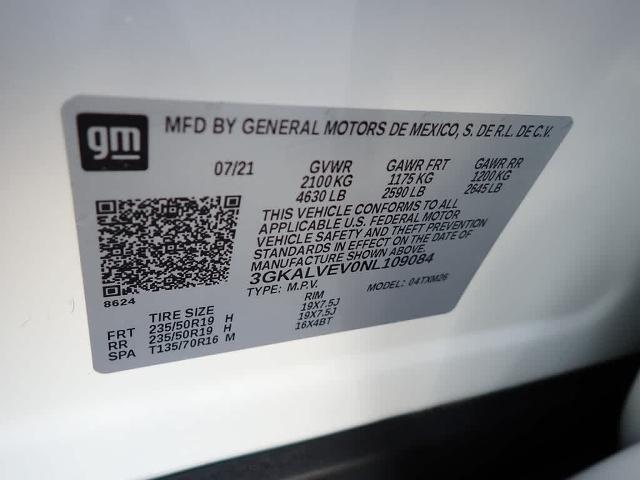 gm
MFD BY GENERAL MOTORS DE MEXICO, S. DE R.L. DE C.V.
07/21 GVWR GAWR FRT GAWR RR
2100 KG 1175 KG 1200 KG
4630 LB 2590 LB 2645 LB
THIS VEHICLE CONFORMS TO ALL
APPLICABLE U.S. FEDERAL MOTOR
VEHICLE SAFETY AND THEFT PREVENTION
STANDARDS IN EFFECT ON THE DATE OF
MANUFACTURE SHOWN ABOVE.
3GKALVEV0NL109084
8624
TYPE: M.P.V. MODEL: 04TXM26
TIRE SIZE RIM
FRT 235/50R19 H 19X7.5J
RR 235/50R19 H 19X7.5J
SPA T135/70R16 M 16X4BT